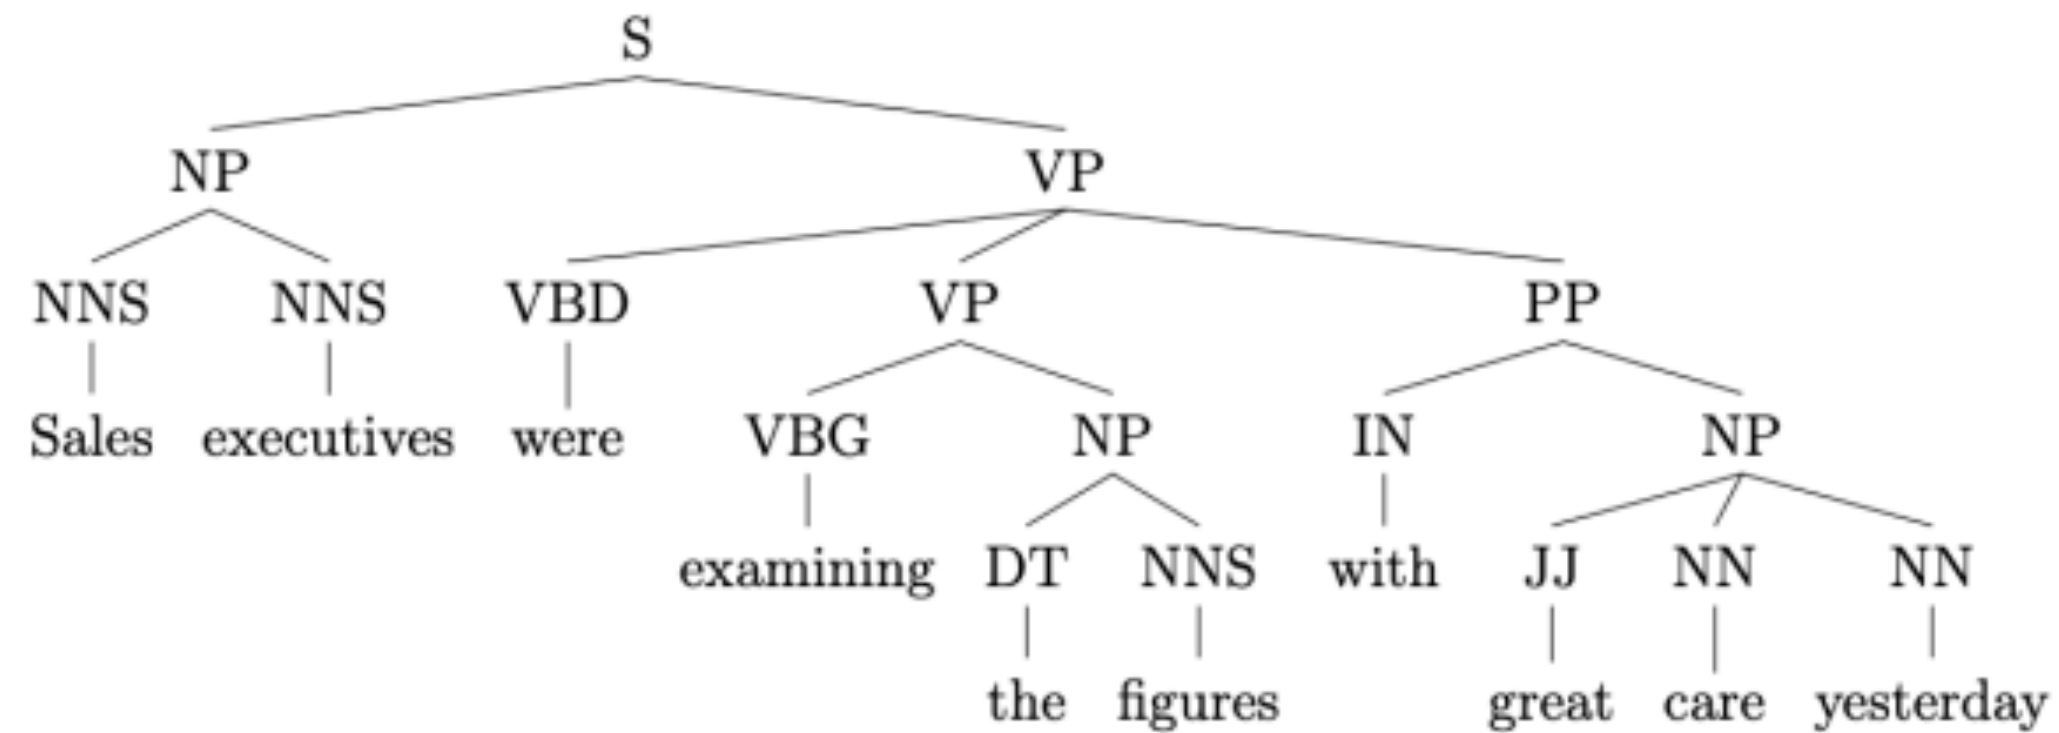 S
NP VP
NNS NNS VBD VP PP
Sales executives were VBG NP IN NP
examining DT NNS with JJ NN NN
the figures great care yesterday